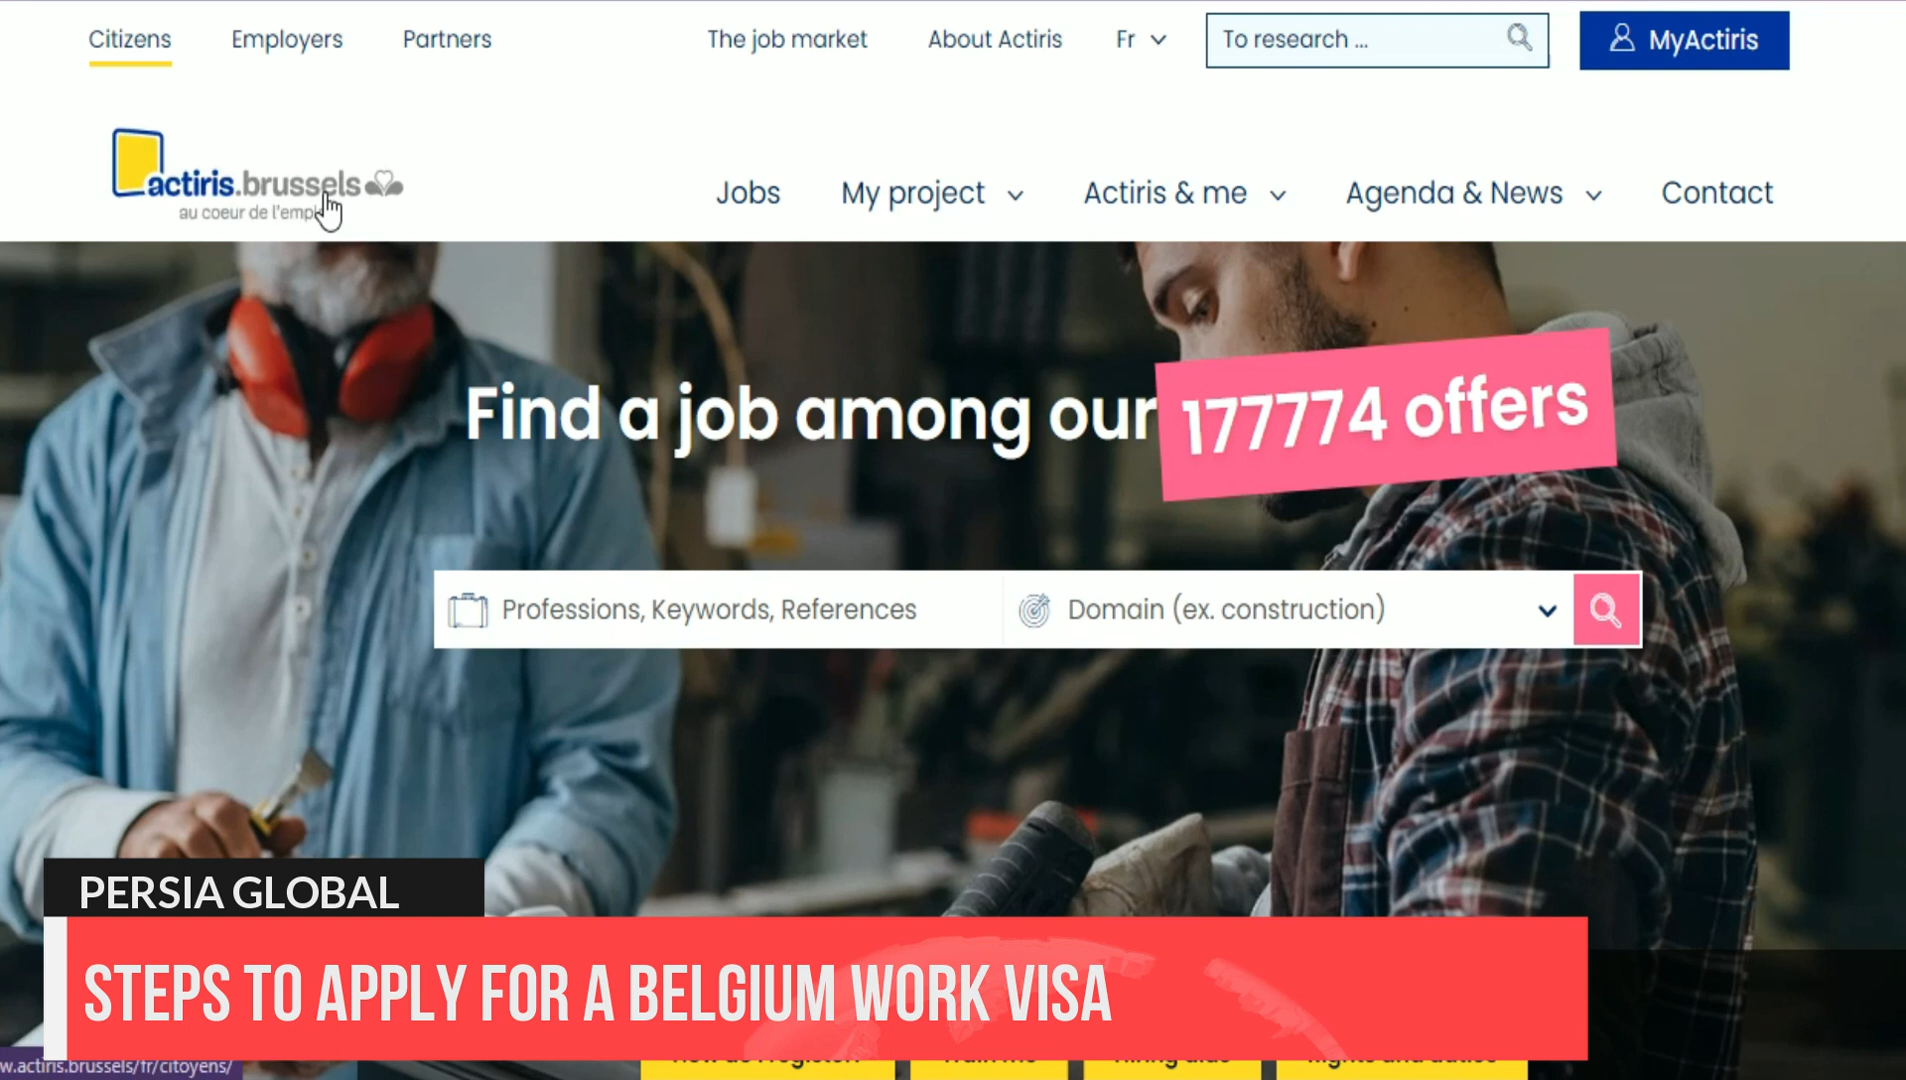 Citizens
Employers
Partners
The job market
About Actiris
Fr
To research ...
MyActiris
actiris.brussels
au coeur de l'emp
Jobs
My project
Actiris & me
Agenda & News
Contact
Find a job among our 177774 offers
Professions, Keywords, References
Domain (ex. construction)
PERSIA GLOBAL
STEPS TO APPLY FOR A BELGIUM WORK VISA
w.actiris.brussels/fr/citoyens/